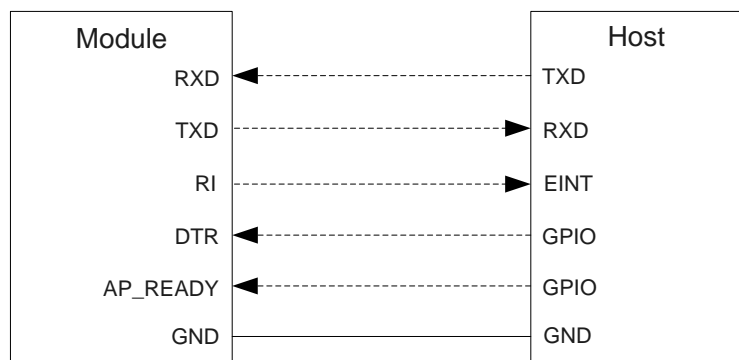 Module Host
RXD TXD
TXD RXD
RI EINT
DTR GPIO
AP_READY GPIO
GND GND